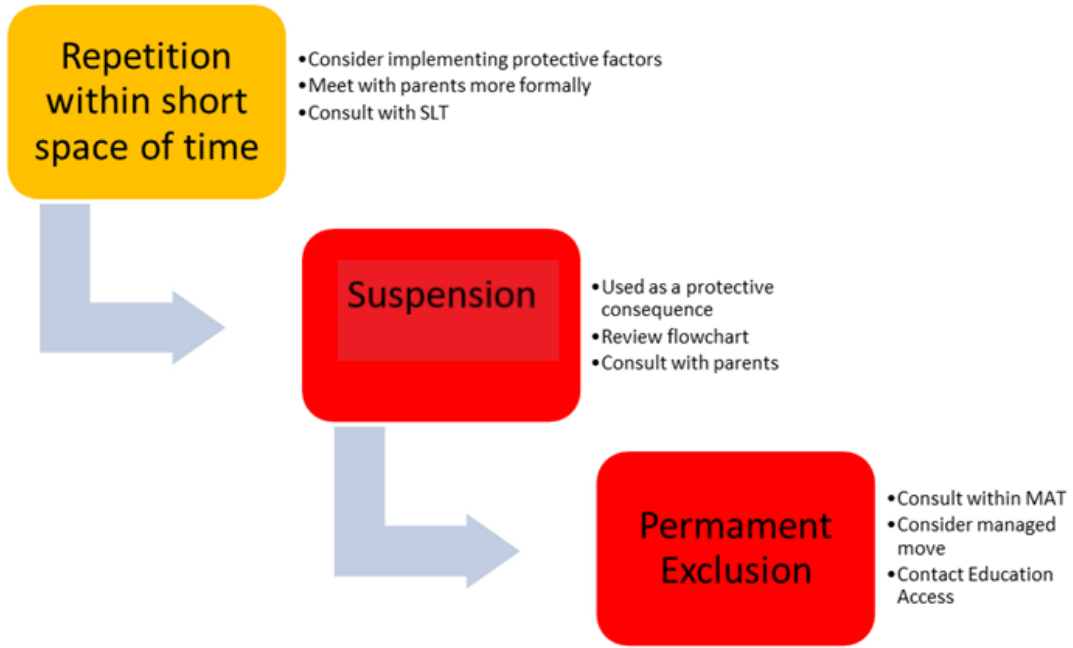 Repetition
within short
space of time
•Consider implementing protective factors
•Meet with parents more formally
•Consult with SLT
Suspension
•Used as a protective
consequence
•Review flowchart
•Consult with parents
Permament
Exclusion
•Consult within MAT
•Consider managed
move
•Contact Education
Access